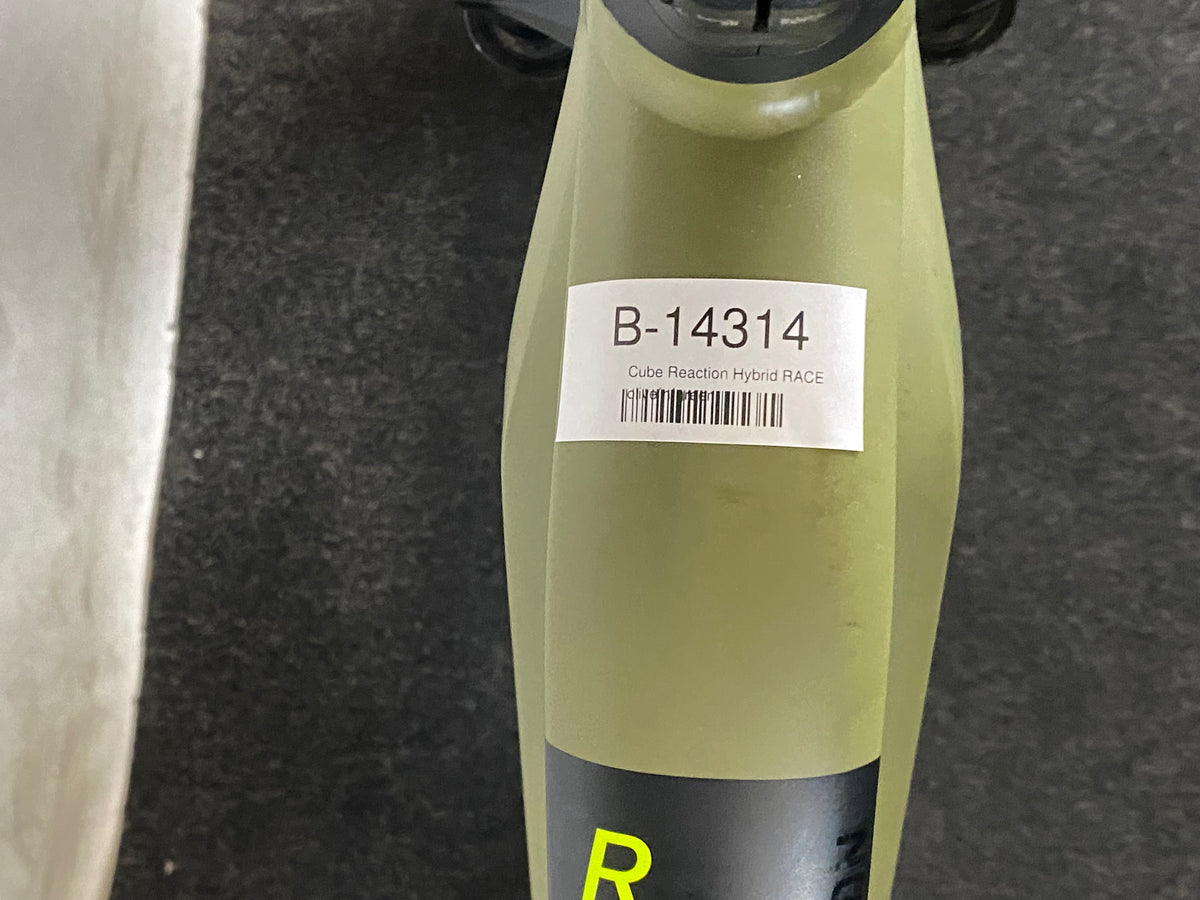 B-14314
Cube Reaction Hybrid RACE
R